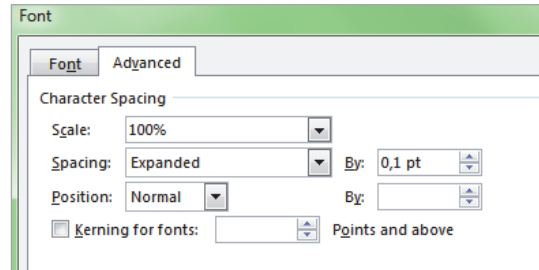 Font
Font Advanced
Character Spacing
Scale: 100%
Spacing: Expanded By: 0,1 pt
Position: Normal By:
Kerning for fonts: Points and above